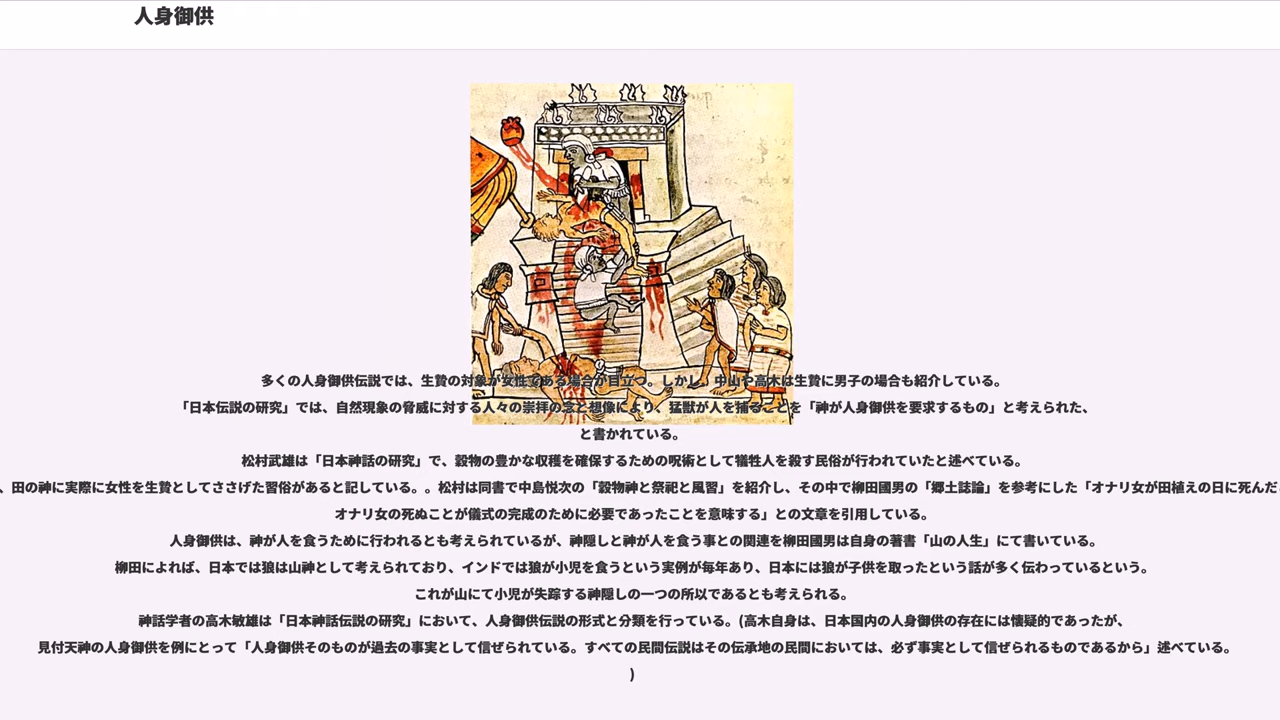 人身御供
多くの人身御供伝説では、生贄の対象が女性である場合が目立つ。しかし、中山や高木は生贄に男子の場合も紹介している。
「日本伝説の研究」では、自然現象の脅威に対する人々の崇拝の念と想像により、猛獣が人を捕ることを「神が人身御供を要求するもの」と考えられた、
と書かれている。
松村武雄は「日本神話の研究」で、穀物の豊かな収穫を確保するための呪術として犠牲人を殺す民俗が行われていたと述べている。
、田の神に実際に女性を生贄としてささげた習俗があると記している。。松村は同書で中島悦次の「穀物神と祭祀と風習」を紹介し、その中で柳田國男の「郷土誌論」を参考にした「オナリ女が田植えの日に死んだ
オナリ女の死ぬことが儀式の完成のために必要であったことを意味する」との文章を引用している。
人身御供は、神が人を食うために行われるとも考えられているが、神隠しと神が人を食う事との関連を柳田國男は自身の著書「山の人生」にて書いている。
柳田によれば、日本では狼は山神として考えられており、インドでは狼が小児を食うという実例が毎年あり、日本には狼が子供を取ったという話が多く伝わっているという。
これが山にて小児が失踪する神隠しの一つの所以であるとも考えられる。
神話学者の高木敏雄は「日本神話伝説の研究」において、人身御供伝説の形式と分類を行っている。(高木自身は、日本国内の人身御供の存在には懐疑的であったが、
見付天神の人身御供を例にとって「人身御供そのものが過去の事実として信ぜられている。すべての民間伝説はその伝承地の民間においては、必ず事実として信ぜられるものであるから」述べている。
)